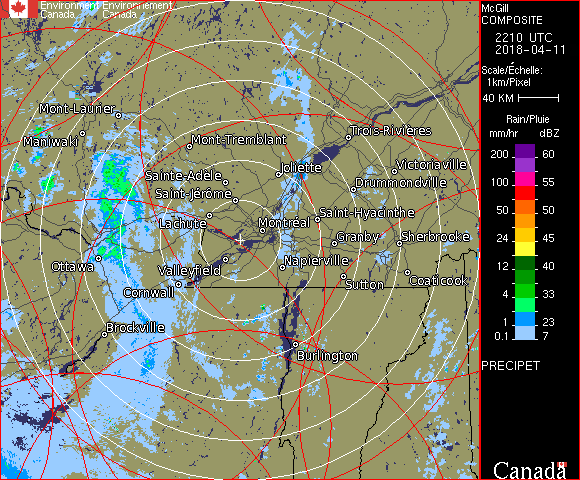 Environment Environnement
Canada Canada
Mont-Laurier
Maniwaki
Mont-Tremblant
Trois-Rivières
Sainte-Adèle
Joliette
Victoriaville
Saint-Jérôme
Drummondville
Lachute
Montréal
Saint-Hyacinthe
Granby
Sherbrooke
Ottawa
Valleyfield
Napierville
Cornwall
Sutton
Coaticook
Brockville
Burlington
McGill
COMPOSITE
2210 UTC
2018-04-11
Scale/Échelle:
1km/Pixel
40 KM
Rain/Pluie
mm/hr dBZ
200 60
150 57
100 55
50 50
24 45
12 40
4 33
1 23
0.1 7
PRECIPET
Canada